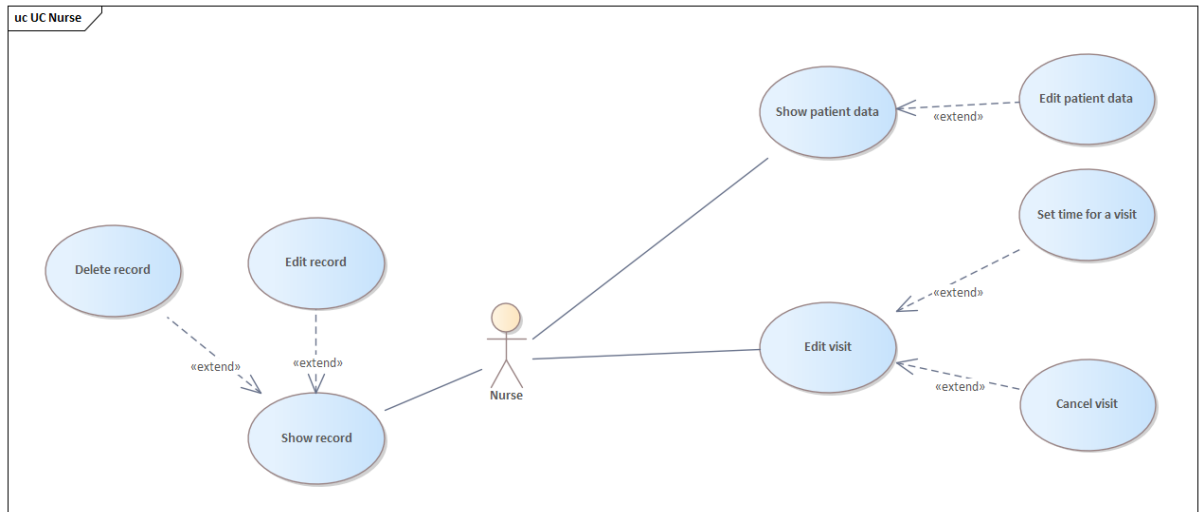 uc UC Nurse
Show patient data
Edit patient data
«extend»
Set time for a visit
Delete record
Edit record
«extend»
Edit visit
«extend»
«extend»
Nurse
«extend»
Cancel visit
Show record